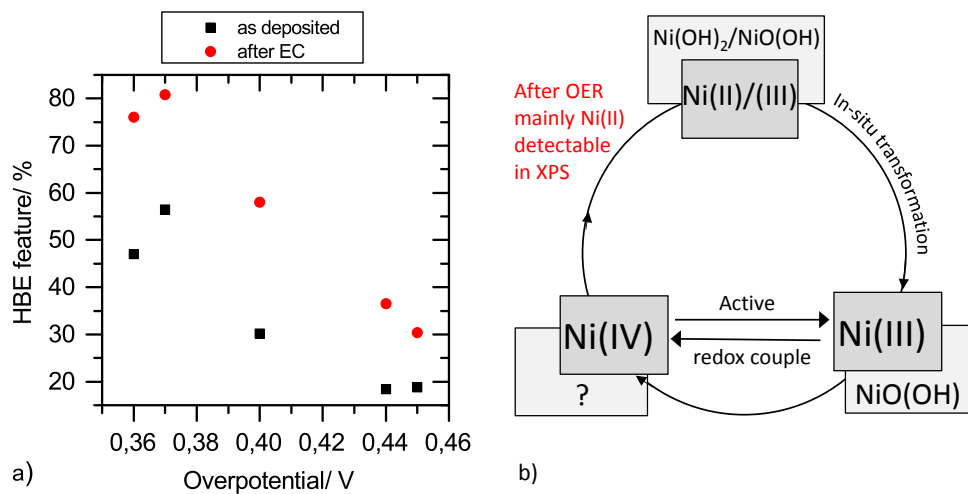 as deposited
after EC
HBE feature/ %
80
70
60
50
40
30
20
0,36
0,38
0,40
0,42
0,44
0,46
Overpotential/ V
a)
Ni(OH)₂/NiO(OH)
Ni(II)/(III)
After OER
mainly Ni(II)
detectable
in XPS
In-situ transformation
Ni(IV)
?
Active
redox couple
Ni(III)
NiO(OH)
b)